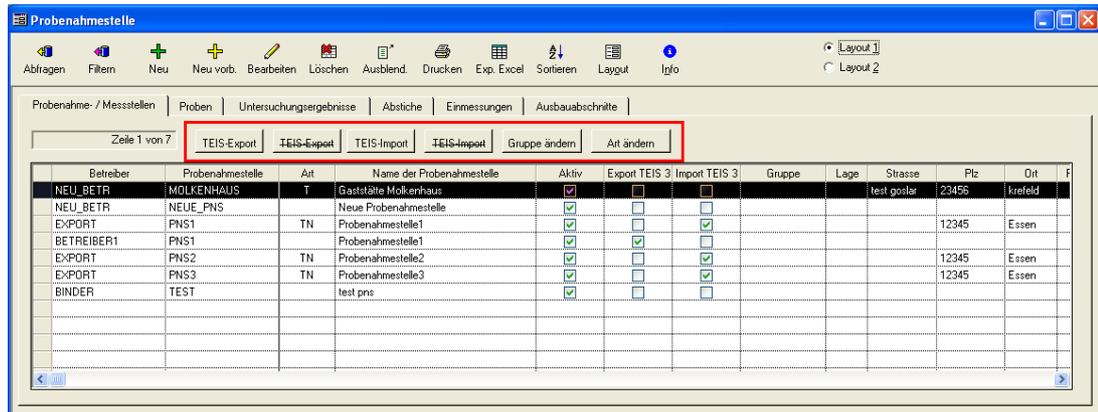 Probenahmestelle
Abfragen Filtern Neu Neu vorb. Bearbeiten Löschen Ausblend. Drucken Exp. Excel Sortieren Layout Info
Layout 1
Layout 2
Probenahme- / Messstellen Proben Untersuchungsergebnisse Abstiche Einmessungen Ausbauabschnitte
Zeile 1 von 7 TEIS-Export TEIS-Export TEIS-Import TEIS-Import Gruppe ändern Art ändern
Betreiber Probenahmestelle Art Name der Probenahmestelle Aktiv Export TEIS 3 Import TEIS 3 Gruppe Lage Strasse Plz Ort F
NEU_BETR MOLKENHAUS T Gaststätte Molkenhaus test goslar 23456 krefeld
NEU_BETR NEUE_PNS Neue Probenahmestelle
EXPORT PNS1 TN Probenahmestelle1 12345 Essen
BETREIBER1 PNS1 Probenahmestelle1
EXPORT PNS2 TN Probenahmestelle2 12345 Essen
EXPORT PNS3 TN Probenahmestelle3 12345 Essen
BINDER TEST test pns